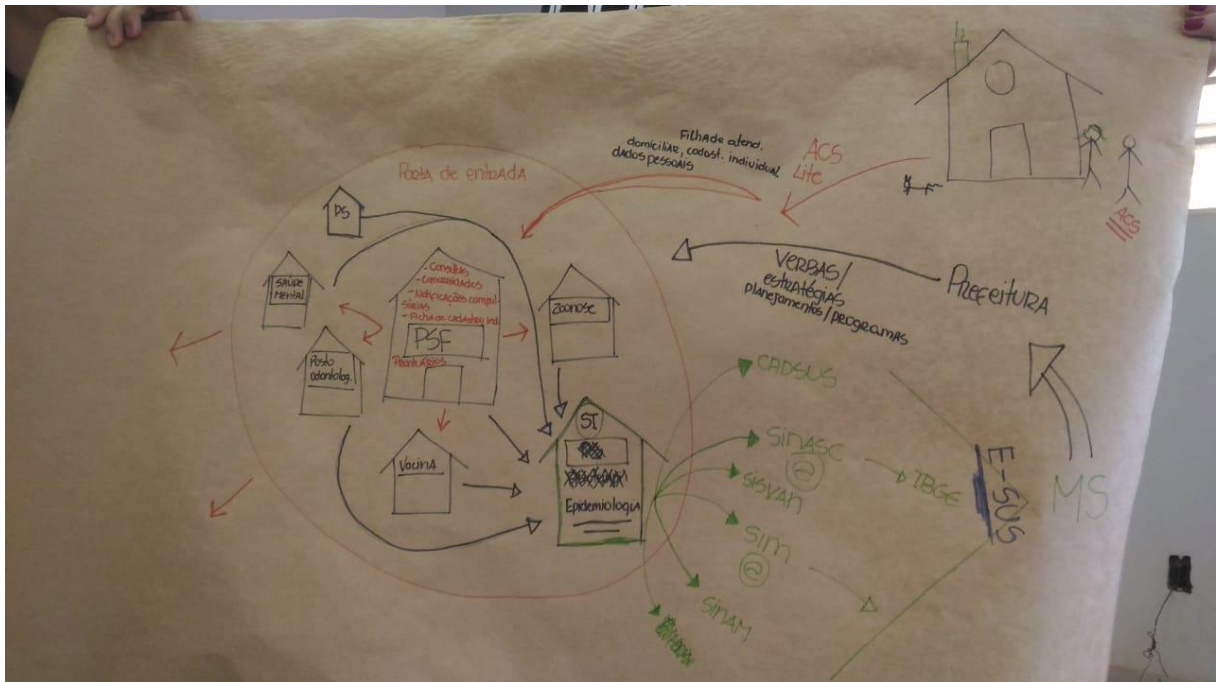 Porta de entrada
PS
SAÚDE
MENTAL
Posto
odontolog.
- Consultas
- Comorbidades
- Notificações compul-
sórias
- Ficha de cadastro ind.
PSF
PRONTUÁRIOS
Zoonose
Vacina
SI
Epidemiologia
Filha de atend.
domiciliar, cadast. individual
dados pessoais
ACS
Lite
ACS
VERBAS/
estratégias
planejamentos/programas
PREFEITURA
CADSUS
SINASC
@
SISVAN
SIM
@
SINAM
IBGE
E-SUS
MS